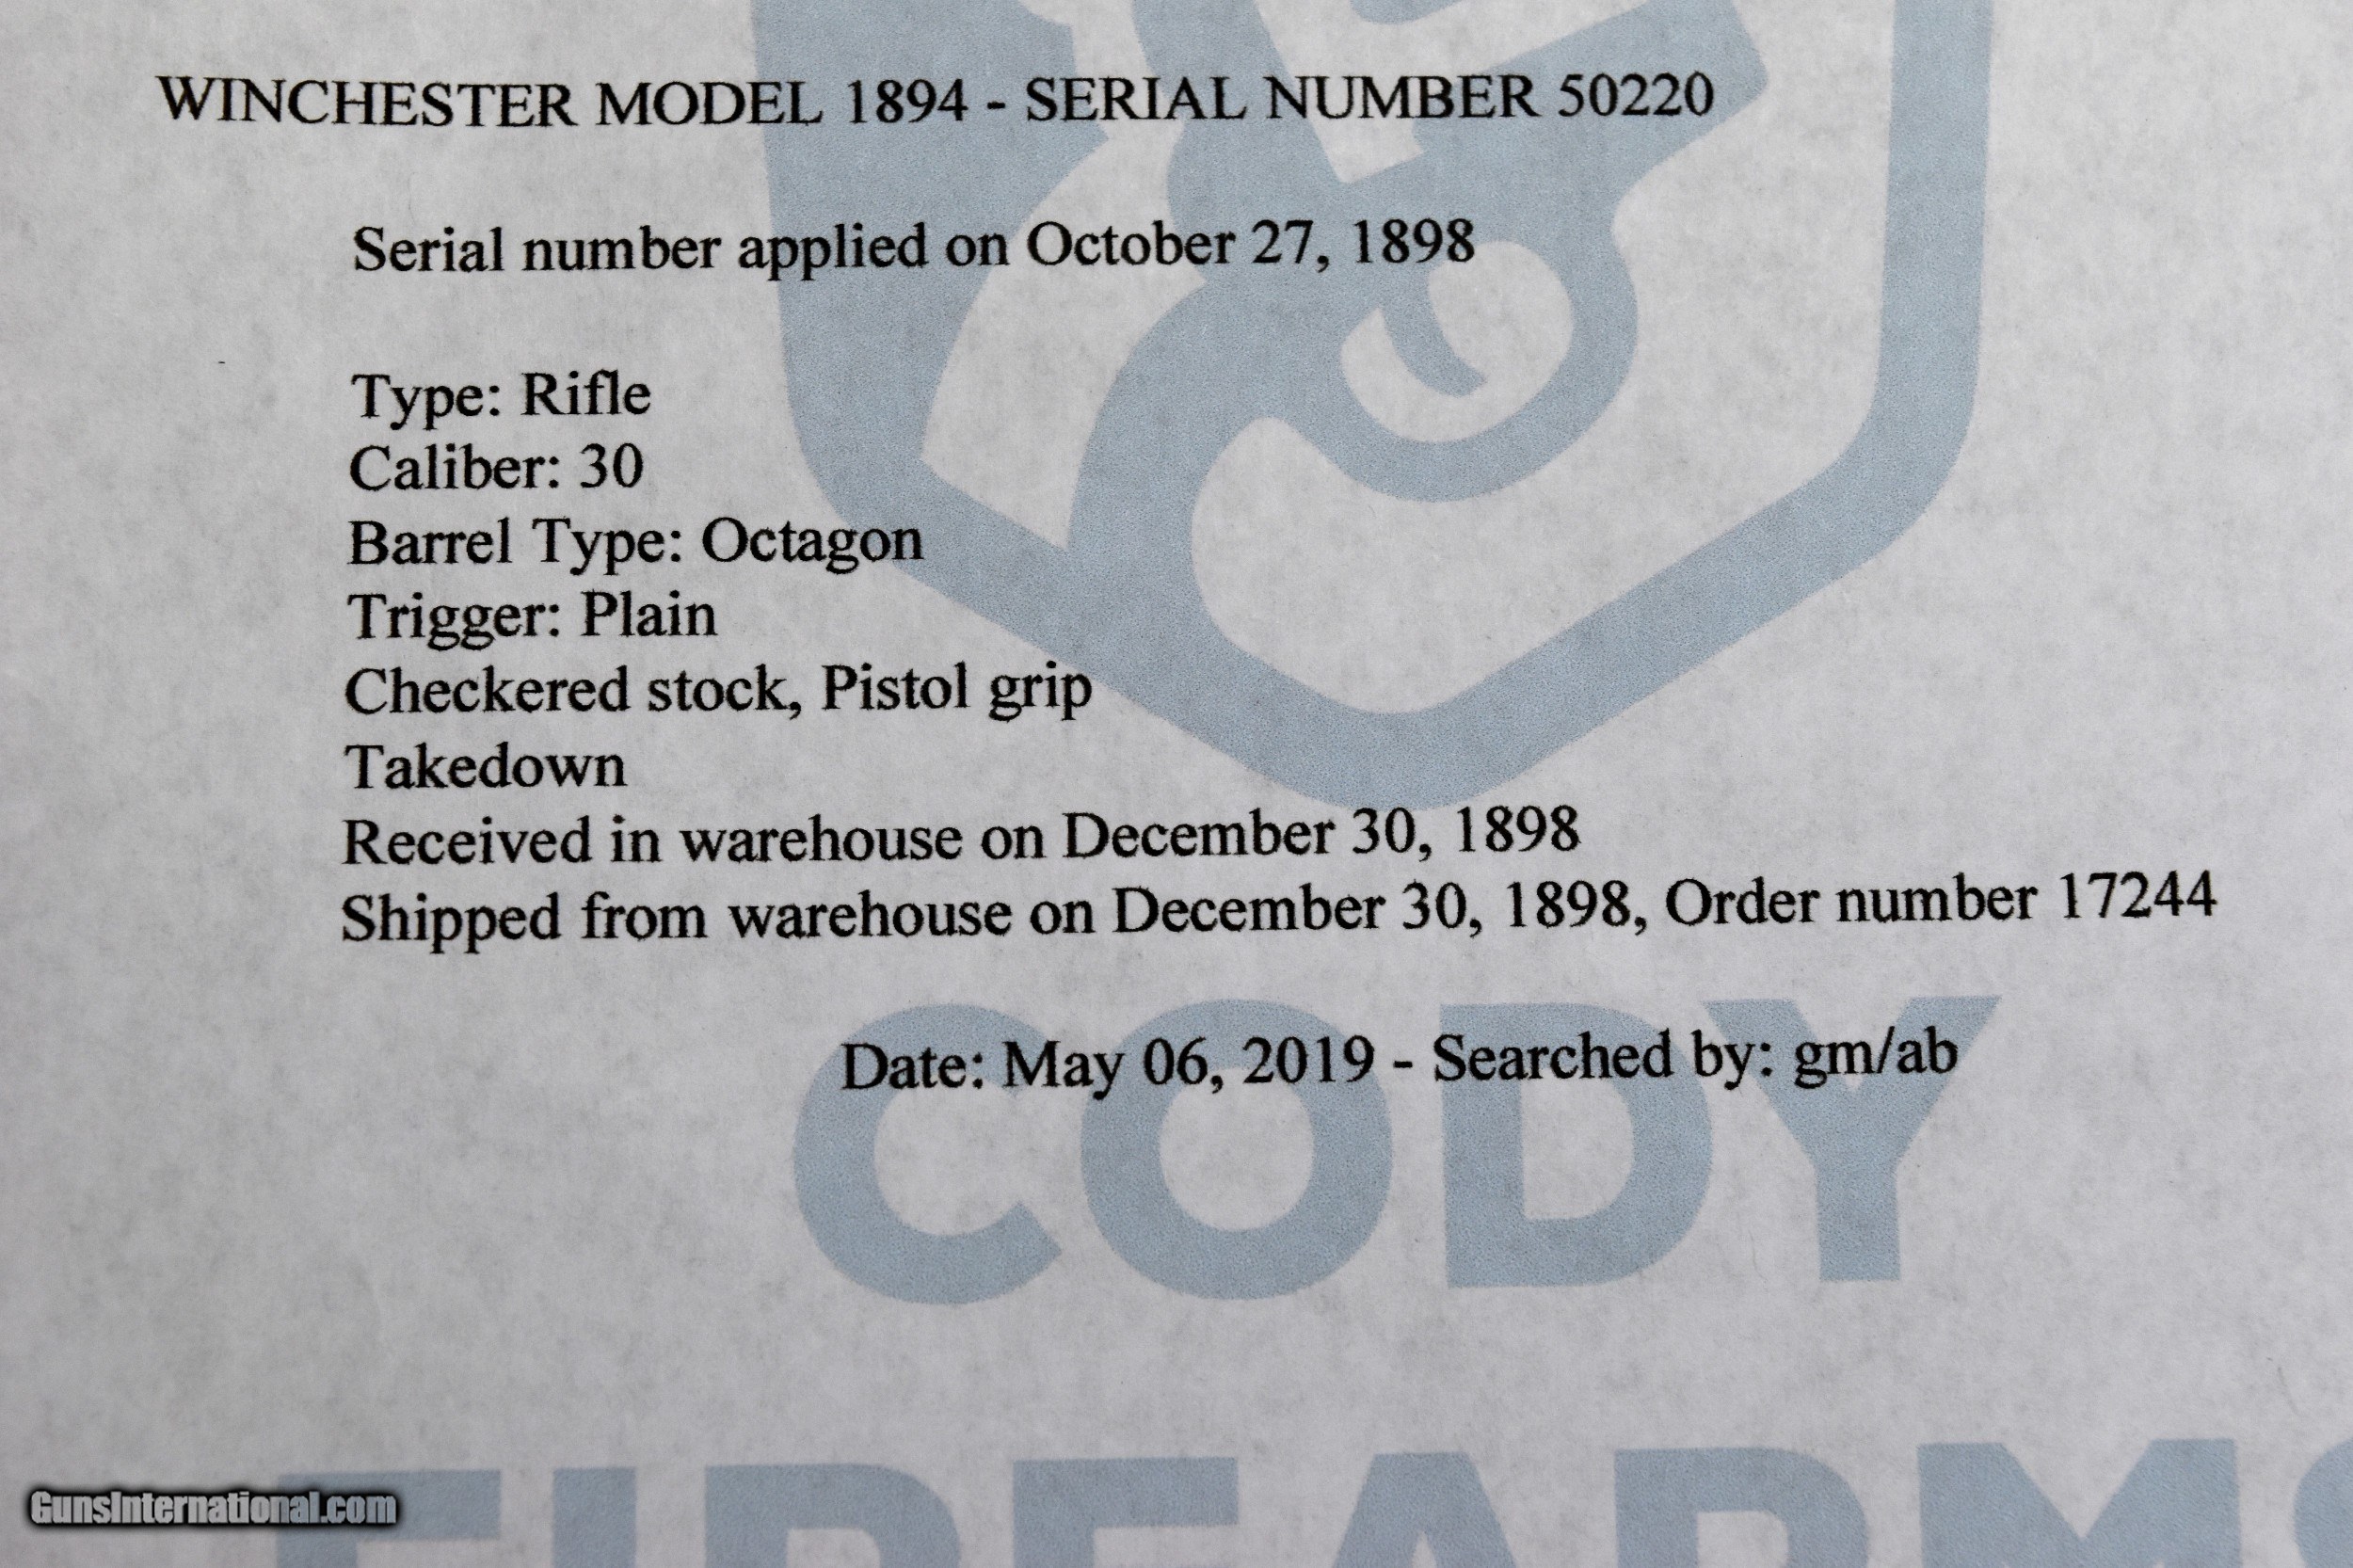 WINCHESTER MODEL 1894 - SERIAL NUMBER 50220
Serial number applied on October 27, 1898
Type: Rifle
Caliber: 30
Barrel Type: Octagon
Trigger: Plain
Checkered stock, Pistol grip
Takedown
Received in warehouse on December 30, 1898
Shipped from warehouse on December 30, 1898, Order number 17244
Date: May 06, 2019 - Searched by: gm/ab
CODY
FIREARMS
GunsInternational.com